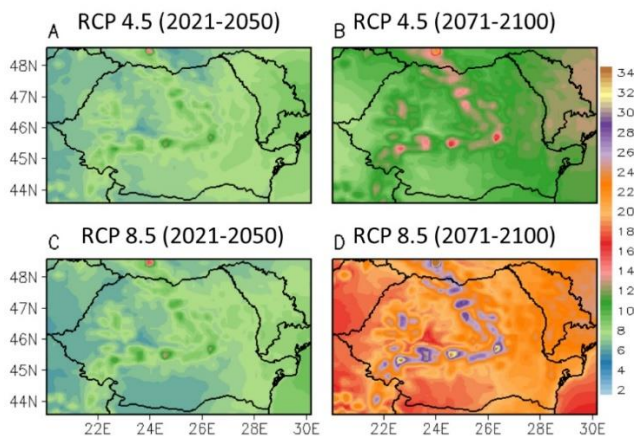 RCP 4.5 (2021-2050)
RCP 4.5 (2071-2100)
A
B
48N
47N
46N
45N
44N
RCP 8.5 (2021-2050)
RCP 8.5 (2071-2100)
C
D
48N
47N
46N
45N
44N
22E 24E 26E 28E 30E
22E 24E 26E 28E 30E
34
32
30
28
26
24
22
20
18
16
14
12
10
8
6
4
2